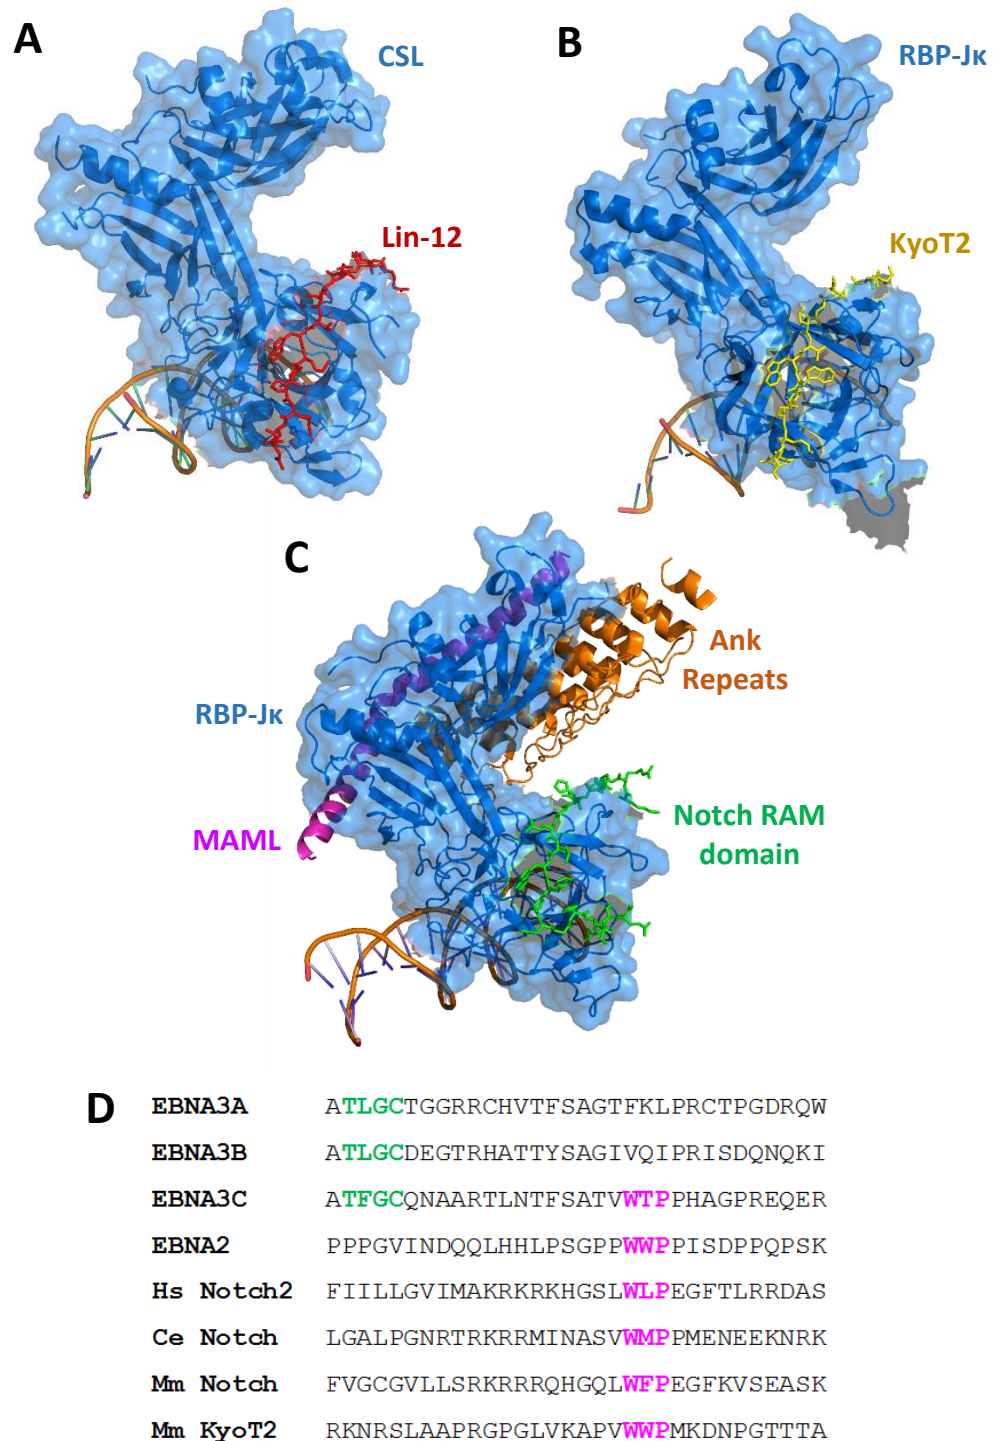 A
CSL
Lin-12
B
RBP-Jκ
KyoT2
C
Ank
Repeats
RBP-Jκ
MAML
Notch RAM
domain
D
EBNA3A ATLGCTGGRRCHVTFSAGTFKLPRCTPGDRQW
EBNA3B ATLGCDEGTRHATTYSAGIVQIPRISDQNQKI
EBNA3C ATFGCQNAARTLNTFSATVWTPPHAGPREQER
EBNA2 PPPGVINDQQLHHLPSGPPWWPPISDPPQPSK
Hs Notch2 FIILLGVIMAKRKRKHGSLWLPEGFTLRRDAS
Ce Notch LGALPGNRTRKRRMINASVWMPPMENEEKNRK
Mm Notch FVGCGVLLSRKRRRQHGQLWFPEGFKVSEASK
Mm KyoT2 RKNRSLAAPRGPGLVKAPVWWPMKDNPGTTTA